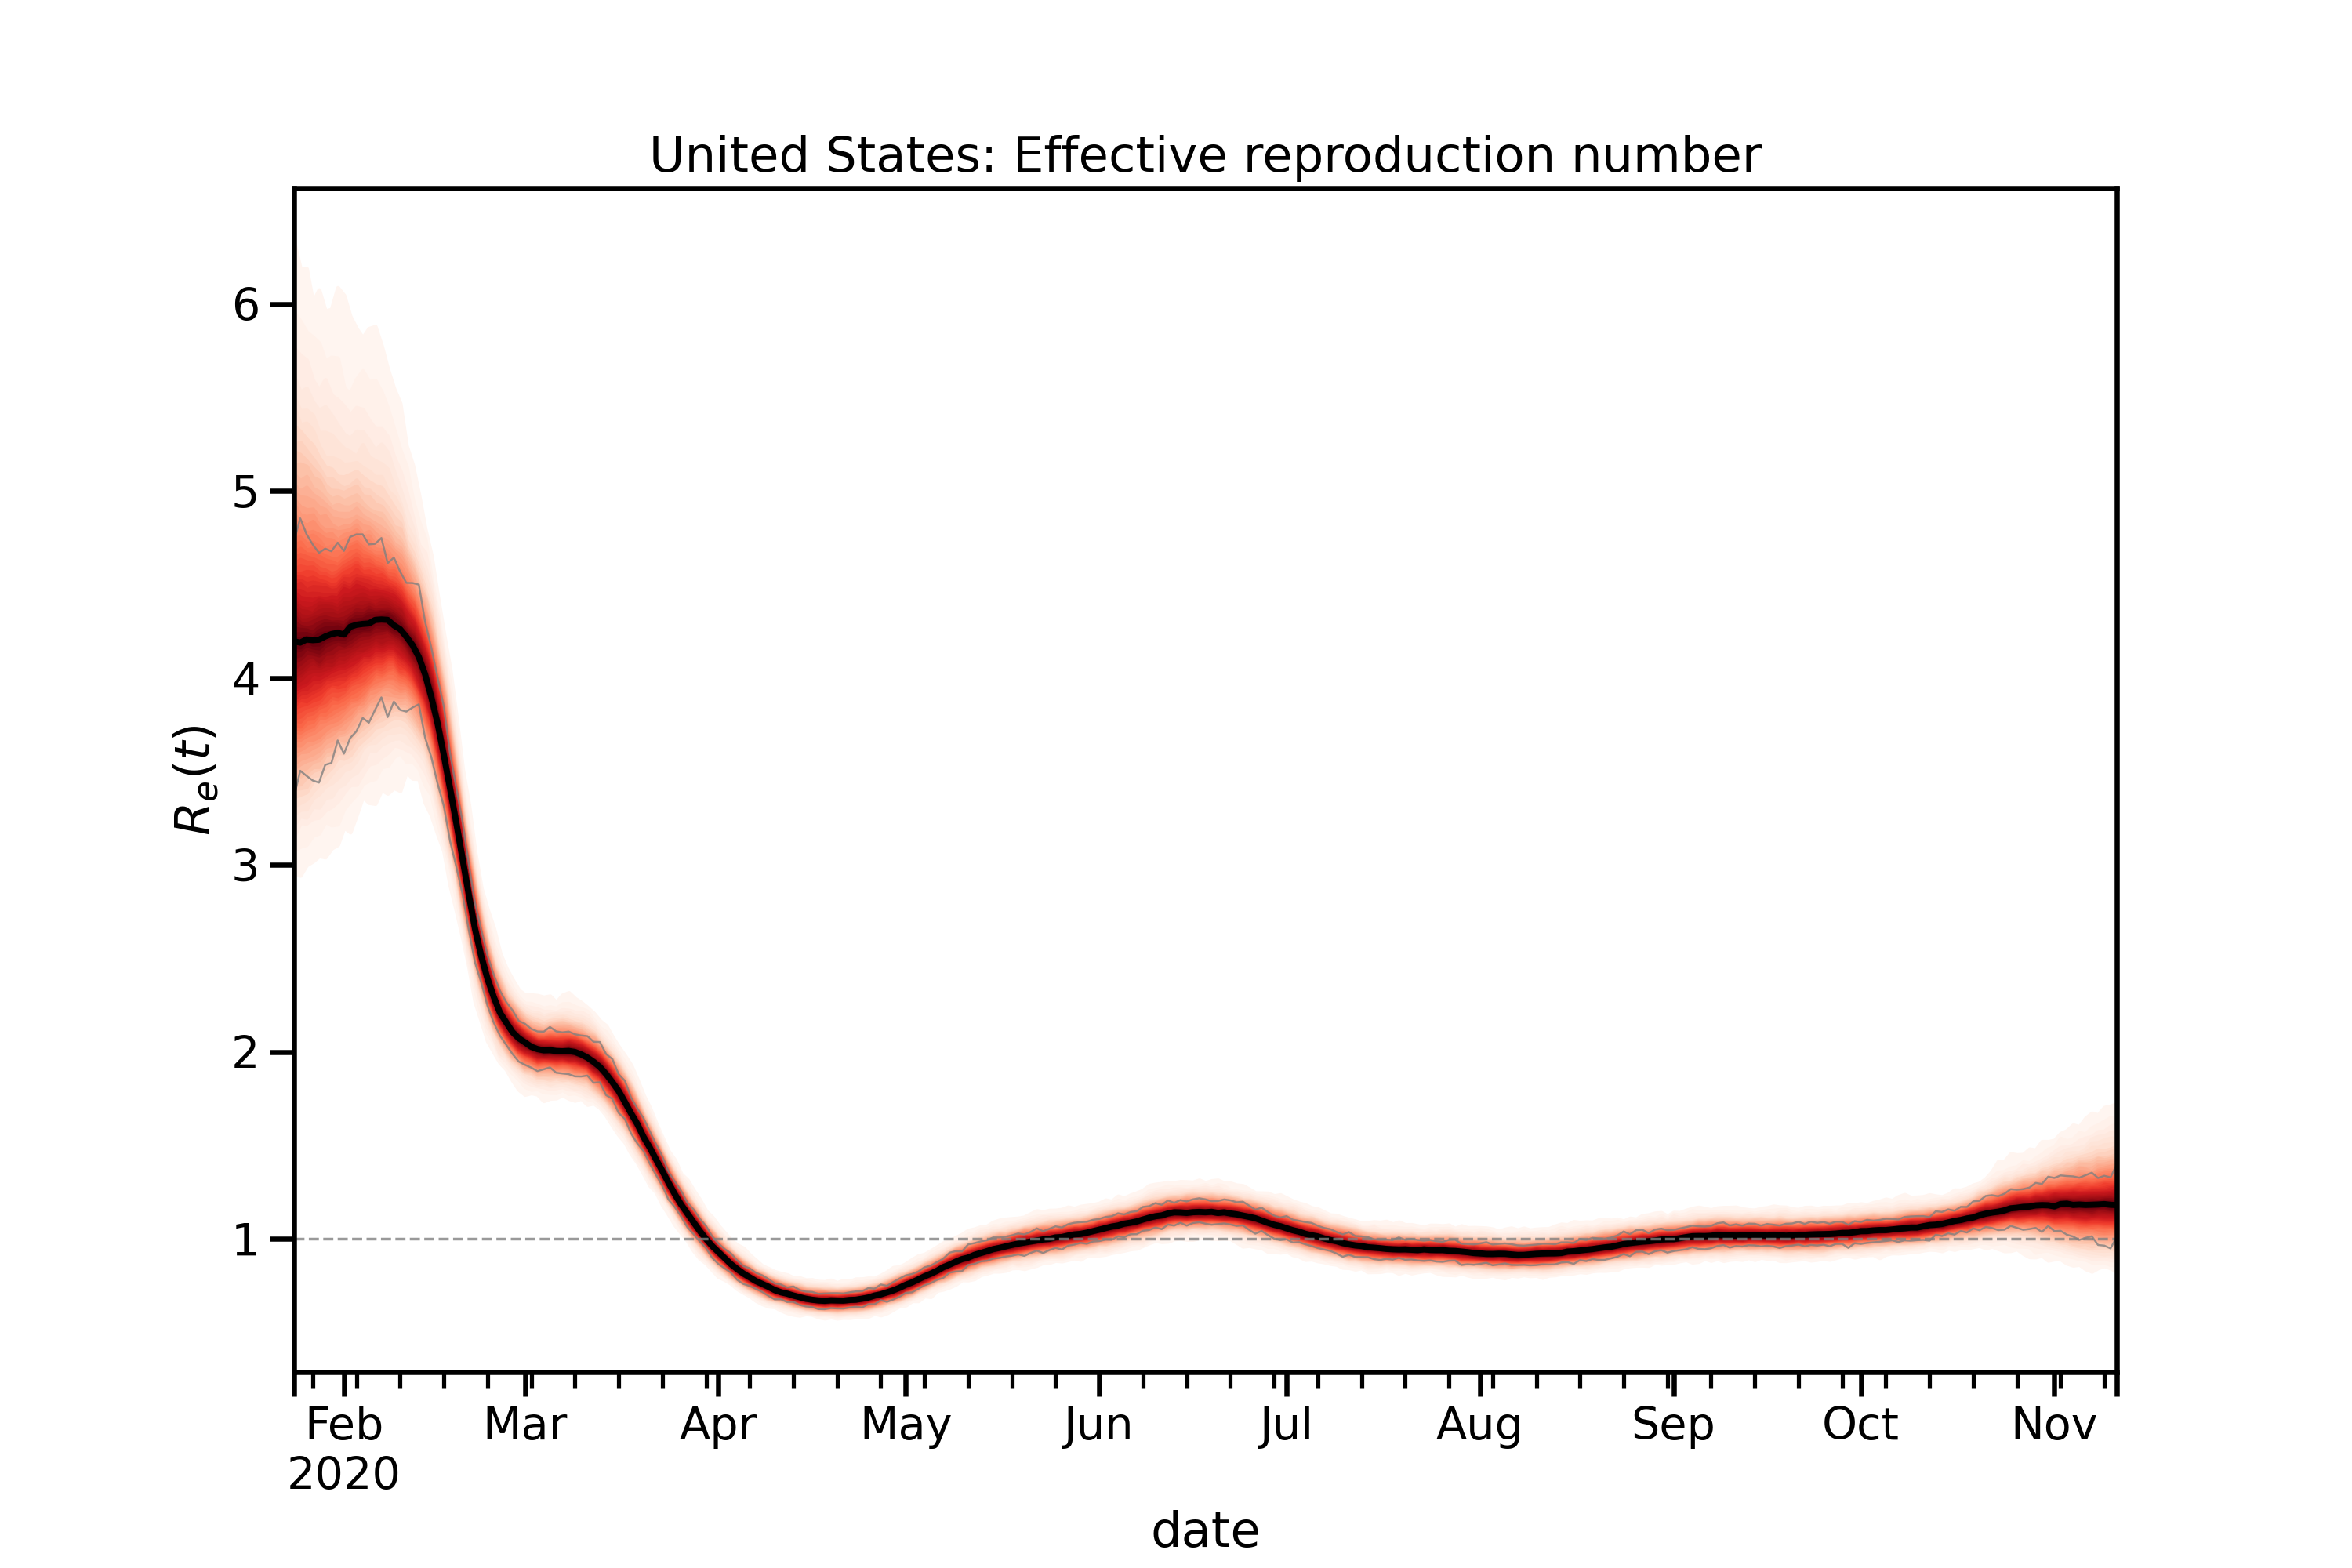 United States: Effective reproduction number
6
5
4
3
2
1
Rₑ(t)
Feb Mar Apr May Jun Jul Aug Sep Oct Nov
2020
date